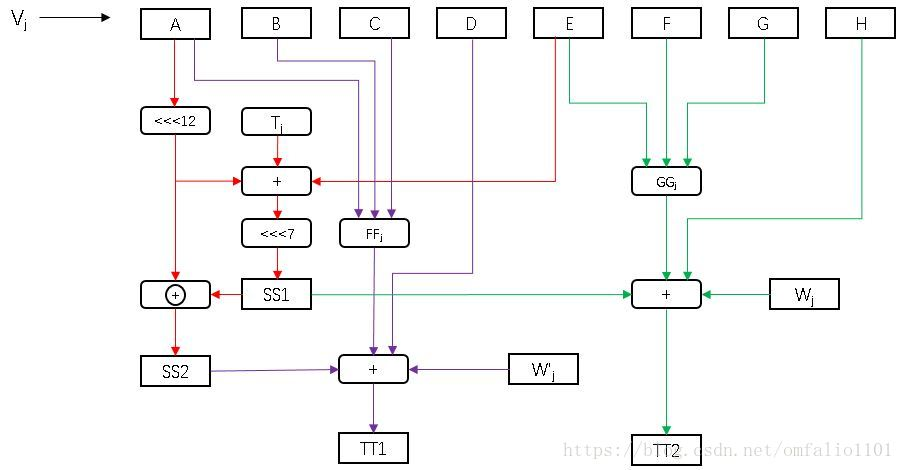 Vj
A B C D E F G H
<<<12
Tj
+
GGj
<<<7
FFj
+
SS1
+
Wj
SS2
+
W'j
TT1
TT2
https://blog.csdn.net/omfalio1101